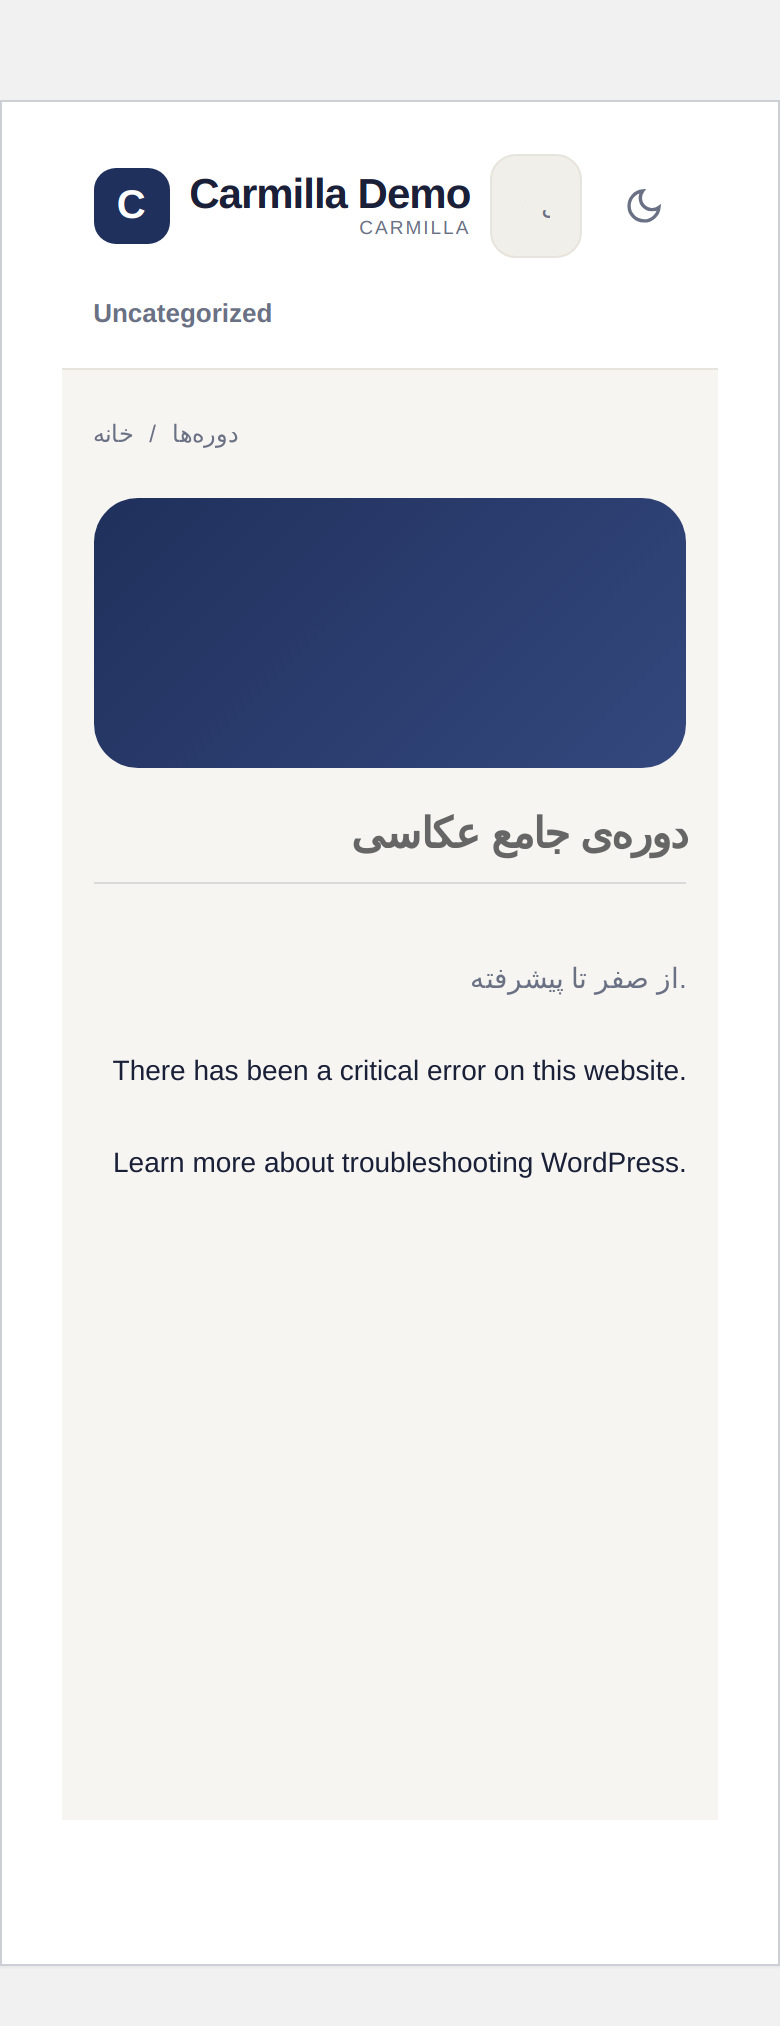 C
Carmilla Demo
CARMILLA
Uncategorized
خانه / دوره‌ها
دوره‌ی جامع عکاسی
از صفر تا پیشرفته.
There has been a critical error on this website.
Learn more about troubleshooting WordPress.